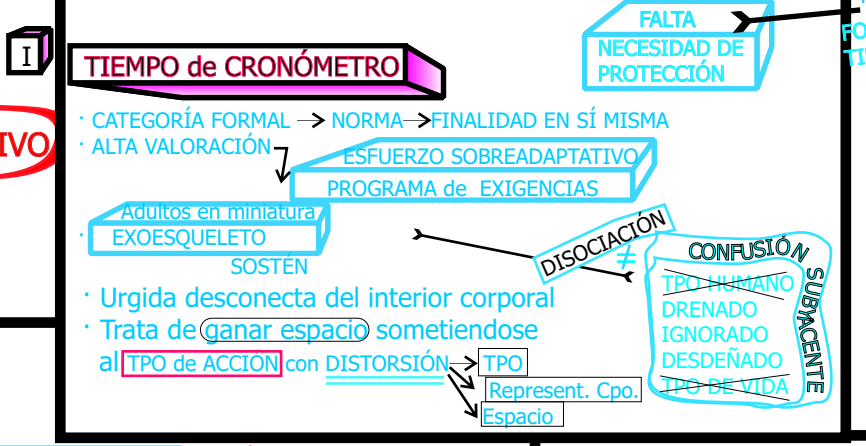 FALTA
NECESIDAD DE
PROTECCIÓN
I
TIEMPO de CRONÓMETRO
· CATEGORÍA FORMAL → NORMA→FINALIDAD EN SÍ MISMA
· ALTA VALORACIÓN
ESFUERZO SOBREADAPTATIVO
PROGRAMA de EXIGENCIAS
Adultos en miniatura
· EXOESQUELETO
SOSTÉN
DISOCIACIÓN
≠
CONFUSIÓN
SUBYACENTE
TPO HUMANO
DRENADO
IGNORADO
DESDEÑADO
TPO DE VIDA
· Urgida desconecta del interior corporal
· Trata de ganar espacio sometiendose
al TPO de ACCIÓN con DISTORSIÓN→ TPO
Represent. Cpo.
Espacio
IVO
FO
TI